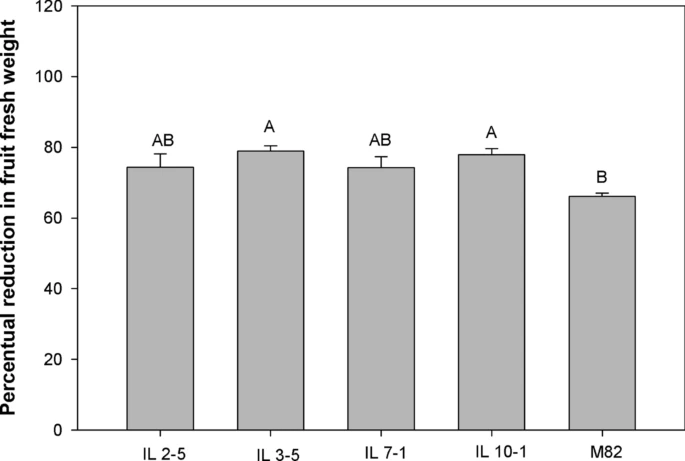 Percentual reduction in fruit fresh weight
120
100
80
60
40
20
0
AB
A
AB
A
B
IL 2-5
IL 3-5
IL 7-1
IL 10-1
M82